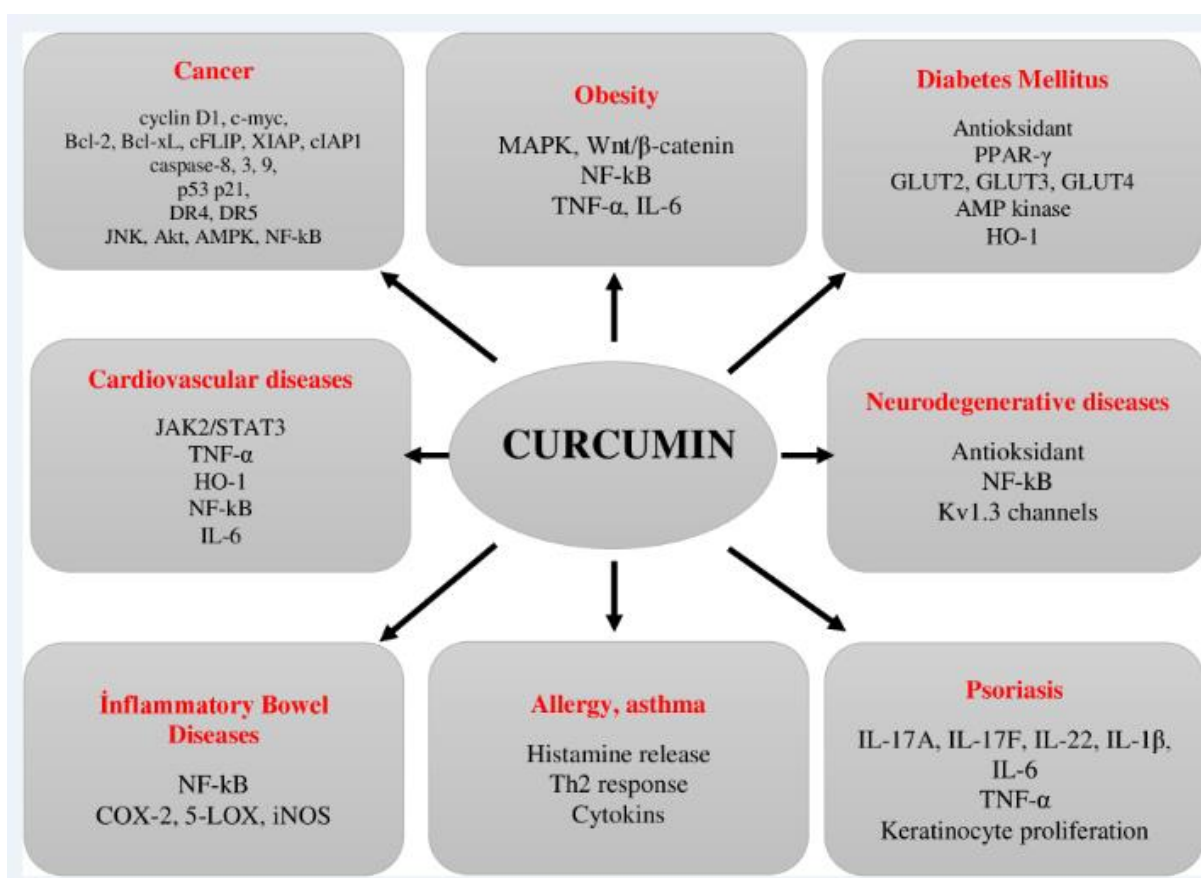 Cancer
cyclin D1, c-myc,
Bcl-2, Bcl-xL, cFLIP, XIAP, cIAP1
caspase-8, 3, 9,
p53 p21,
DR4, DR5
JNK, Akt, AMPK, NF-kB
Obesity
MAPK, Wnt/β-catenin
NF-kB
TNF-α, IL-6
Diabetes Mellitus
Antioksidant
PPAR-γ
GLUT2, GLUT3, GLUT4
AMP kinase
HO-1
Cardiovascular diseases
JAK2/STAT3
TNF-α
HO-1
NF-kB
IL-6
CURCUMIN
Neurodegenerative diseases
Antioksidant
NF-kB
Kv1.3 channels
İnflammatory Bowel
Diseases
NF-kB
COX-2, 5-LOX, iNOS
Allergy, asthma
Histamine release
Th2 response
Cytokins
Psoriasis
IL-17A, IL-17F, IL-22, IL-1β,
IL-6
TNF-α
Keratinocyte proliferation